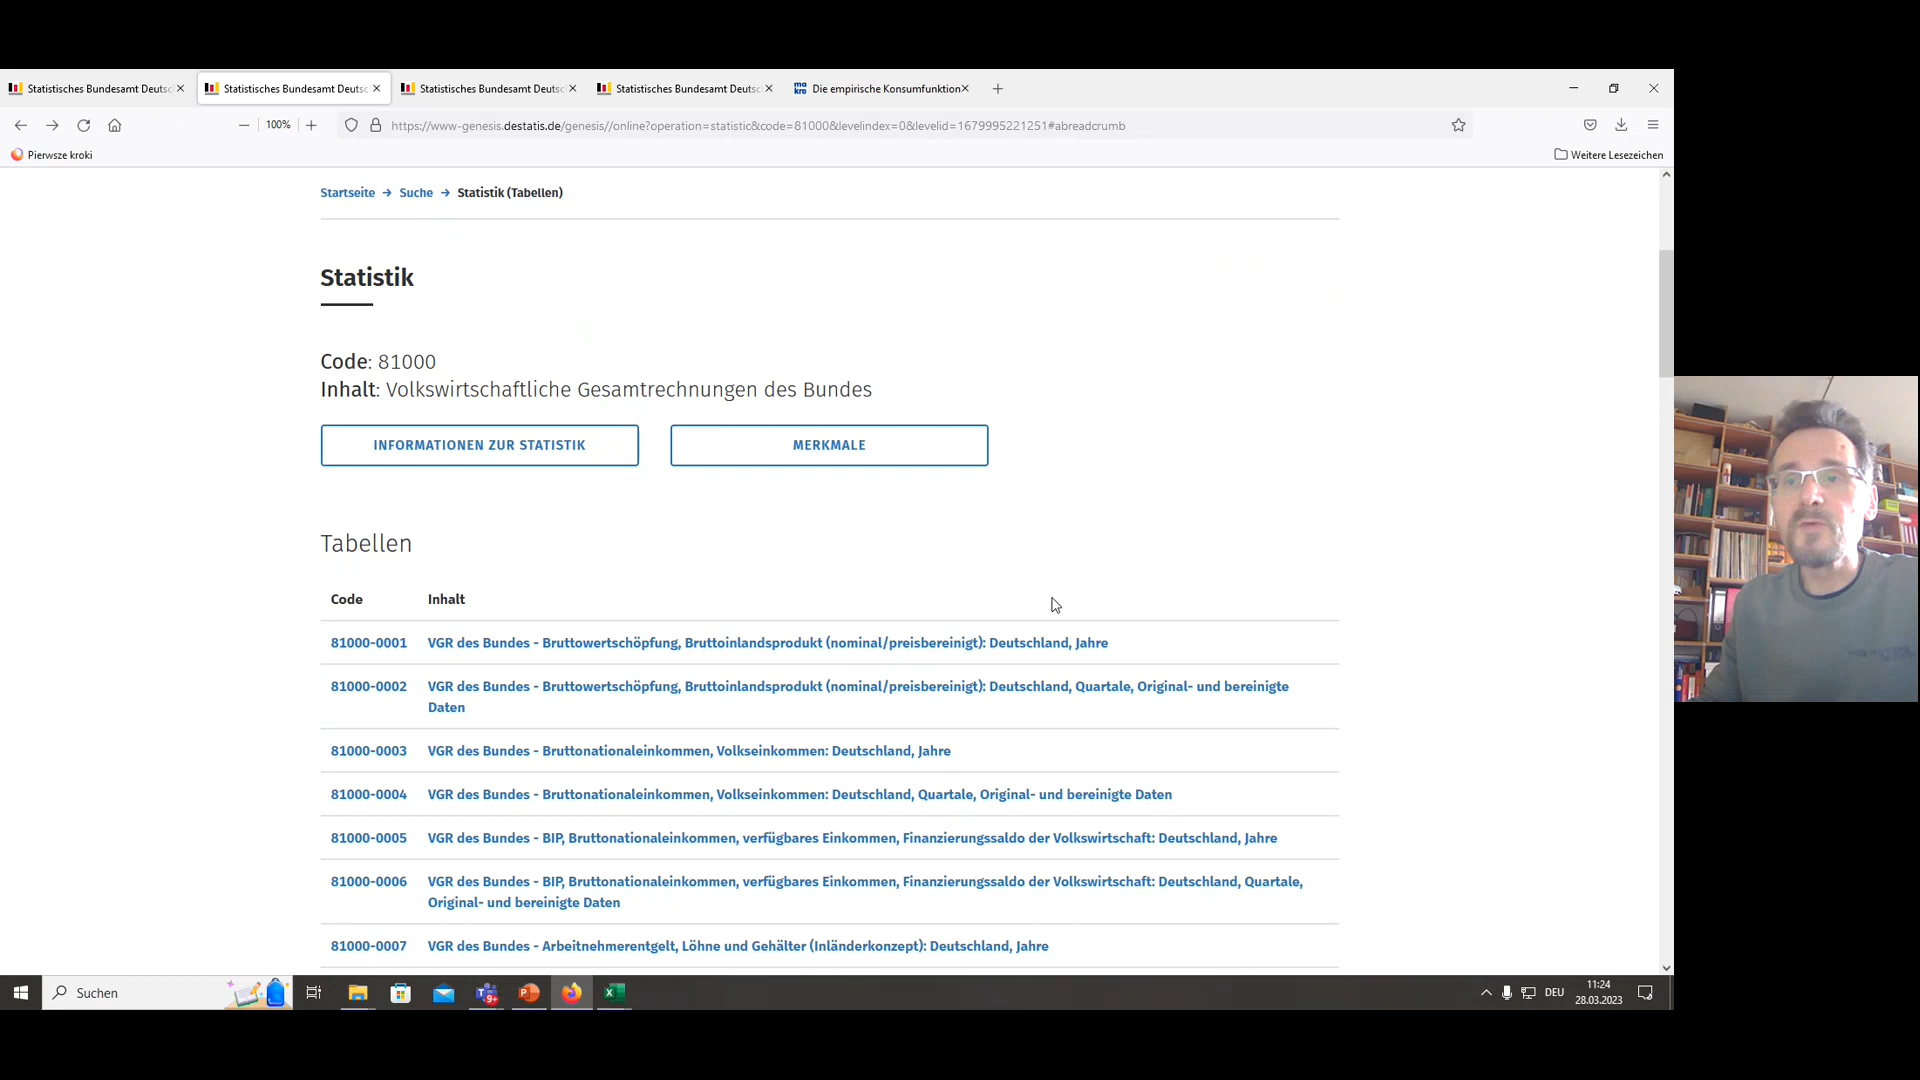 Statistisches Bundesamt Deutsc
Statistisches Bundesamt Deutsc
Statistisches Bundesamt Deutsc
Statistisches Bundesamt Deutsc
Die empirische Konsumfunktion
100%
https://www-genesis.destatis.de/genesis//online?operation=statistic&code=81000&levelindex=0&levelid=1679995221251#abreadcrumb
Pierwsze kroki
Weitere Lesezeichen
Startseite → Suche → Statistik (Tabellen)
Statistik
Code: 81000
Inhalt: Volkswirtschaftliche Gesamtrechnungen des Bundes
INFORMATIONEN ZUR STATISTIK
MERKMALE
Tabellen
Code Inhalt
81000-0001 VGR des Bundes - Bruttowertschöpfung, Bruttoinlandsprodukt (nominal/preisbereinigt): Deutschland, Jahre
81000-0002 VGR des Bundes - Bruttowertschöpfung, Bruttoinlandsprodukt (nominal/preisbereinigt): Deutschland, Quartale, Original- und bereinigte
Daten
81000-0003 VGR des Bundes - Bruttonationaleinkommen, Volkseinkommen: Deutschland, Jahre
81000-0004 VGR des Bundes - Bruttonationaleinkommen, Volkseinkommen: Deutschland, Quartale, Original- und bereinigte Daten
81000-0005 VGR des Bundes - BIP, Bruttonationaleinkommen, verfügbares Einkommen, Finanzierungssaldo der Volkswirtschaft: Deutschland, Jahre
81000-0006 VGR des Bundes - BIP, Bruttonationaleinkommen, verfügbares Einkommen, Finanzierungssaldo der Volkswirtschaft: Deutschland, Quartale,
Original- und bereinigte Daten
81000-0007 VGR des Bundes - Arbeitnehmerentgelt, Löhne und Gehälter (Inländerkonzept): Deutschland, Jahre
Suchen
9+
DEU
11:24
28.03.2023